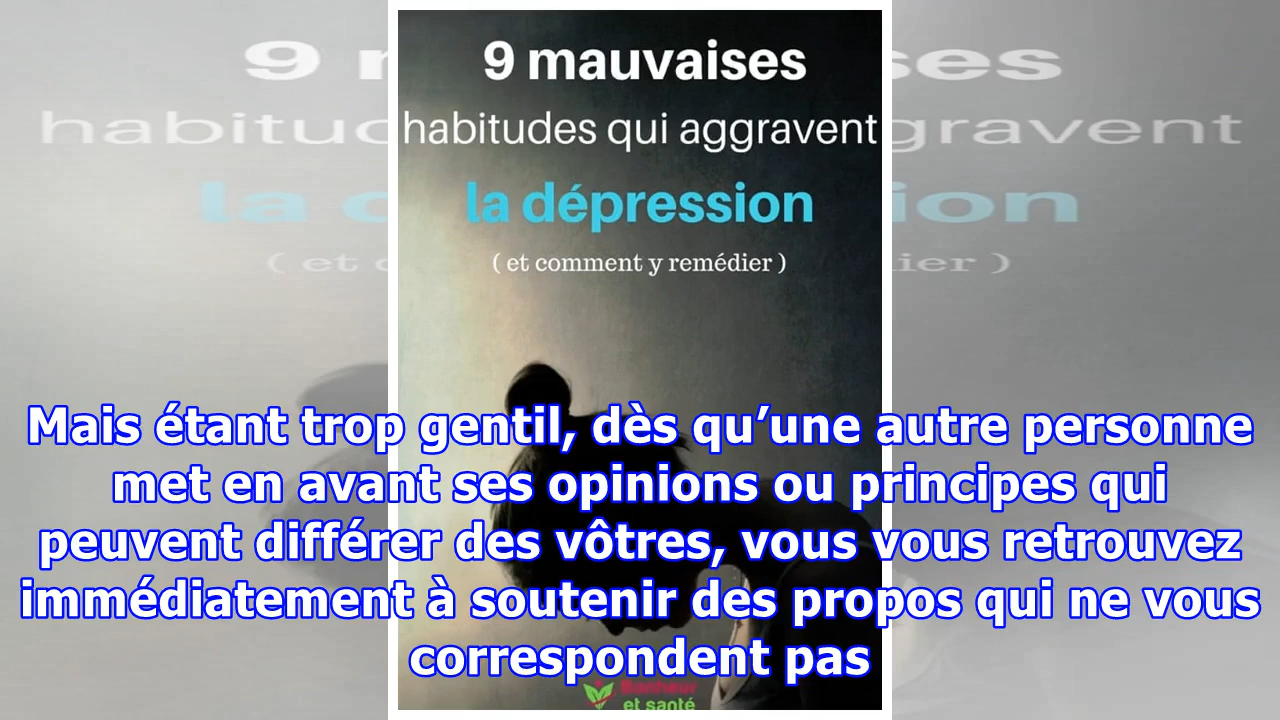 9 mauvaises
habitudes qui aggravent
la dépression
( et comment y remédier )
Mais étant trop gentil, dès qu’une autre personne
met en avant ses opinions ou principes qui
peuvent différer des vôtres, vous vous retrouvez
immédiatement à soutenir des propos qui ne vous
correspondent pas
Bonheur
et santé